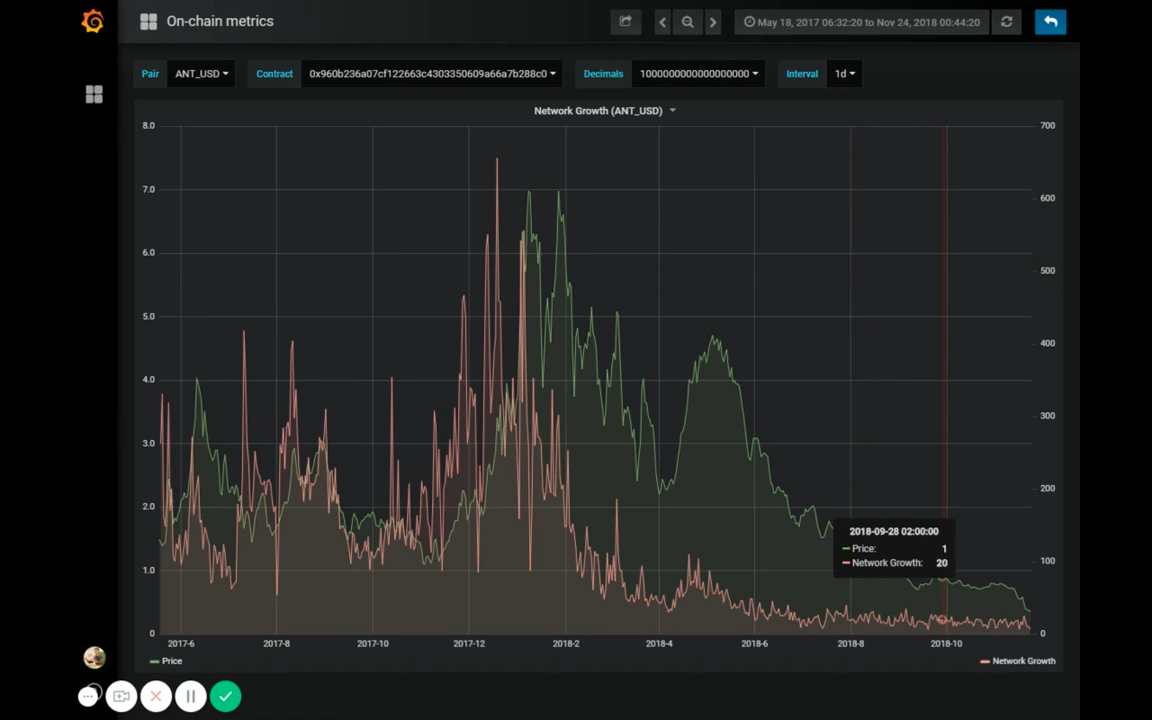 On-chain metrics
May 18, 2017 06:32:20 to Nov 24, 2018 00:44:20
Pair ANT_USD Contract 0x960b236a07cf122663c4303350609a66a7b288c0 Decimals 1000000000000000000 Interval 1d
Network Growth (ANT_USD)
8.0 700
7.0 600
6.0 500
5.0 400
4.0 300
3.0 200
2.0 100
1.0 0
0
2018-09-28 02:00:00
Price: 1
Network Growth: 20
2017-6 2017-8 2017-10 2017-12 2018-2 2018-4 2018-6 2018-8 2018-10
Price Network Growth